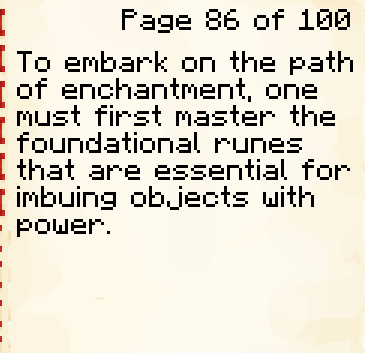 Page 86 of 100
To embark on the path
of enchantment, one
must first master the
foundational runes
that are essential for
imbuing objects with
power.